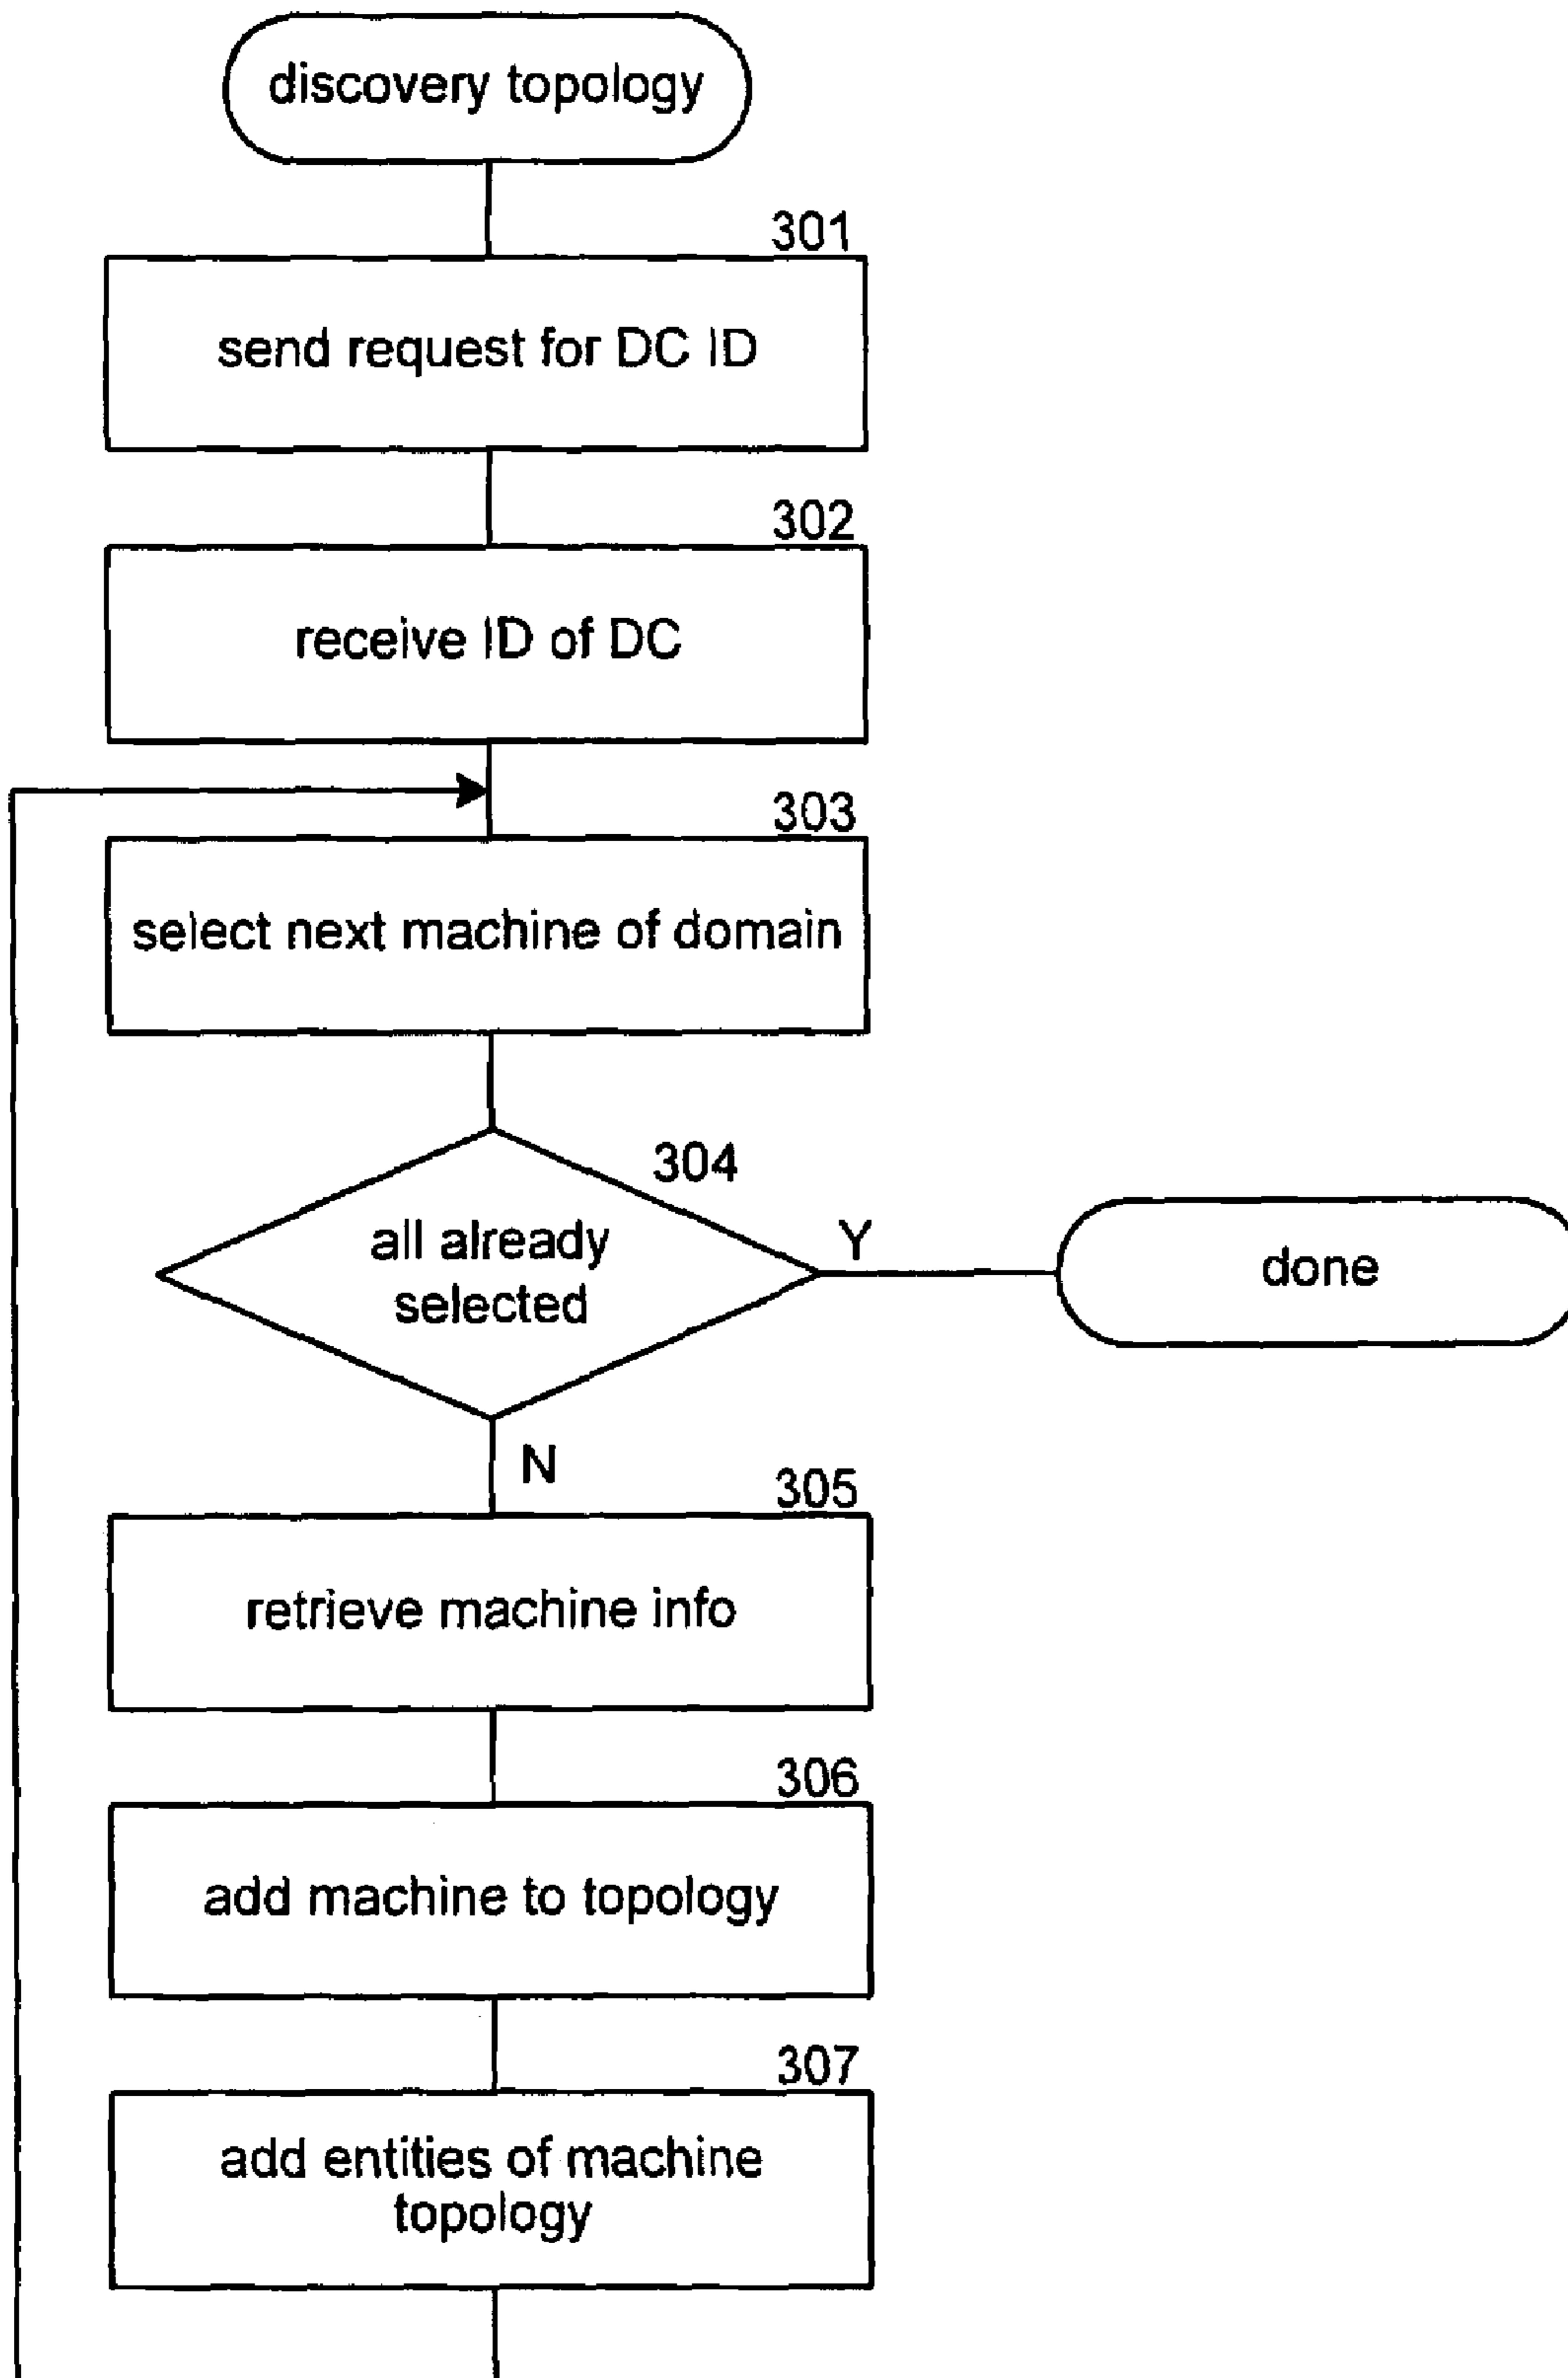 discovery topology
301
send request for DC ID
302
receive ID of DC
303
select next machine of domain
304
all already
selected
Y
done
N
305
retrieve machine info
306
add machine to topology
307
add entities of machine
topology